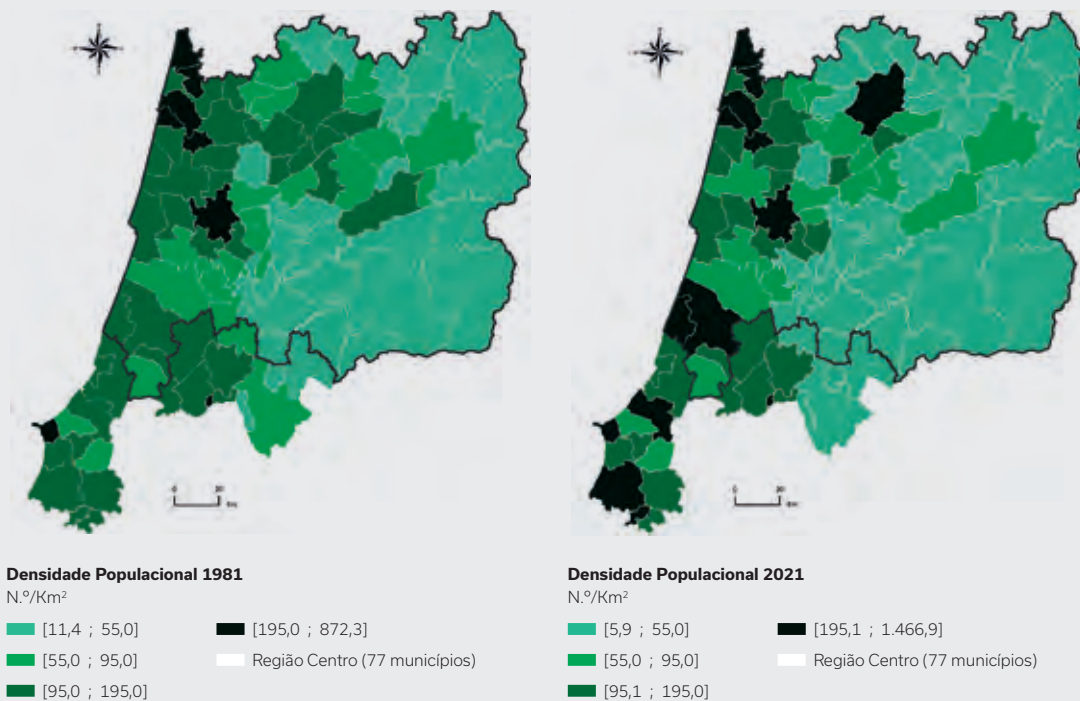 Densidade Populacional 1981
N.º/Km²
[11,4 ; 55,0]
[55,0 ; 95,0]
[95,0 ; 195,0]
[195,0 ; 872,3]
Região Centro (77 municípios)
Densidade Populacional 2021
N.º/Km²
[5,9 ; 55,0]
[55,0 ; 95,0]
[95,1 ; 195,0]
[195,1 ; 1.466,9]
Região Centro (77 municípios)